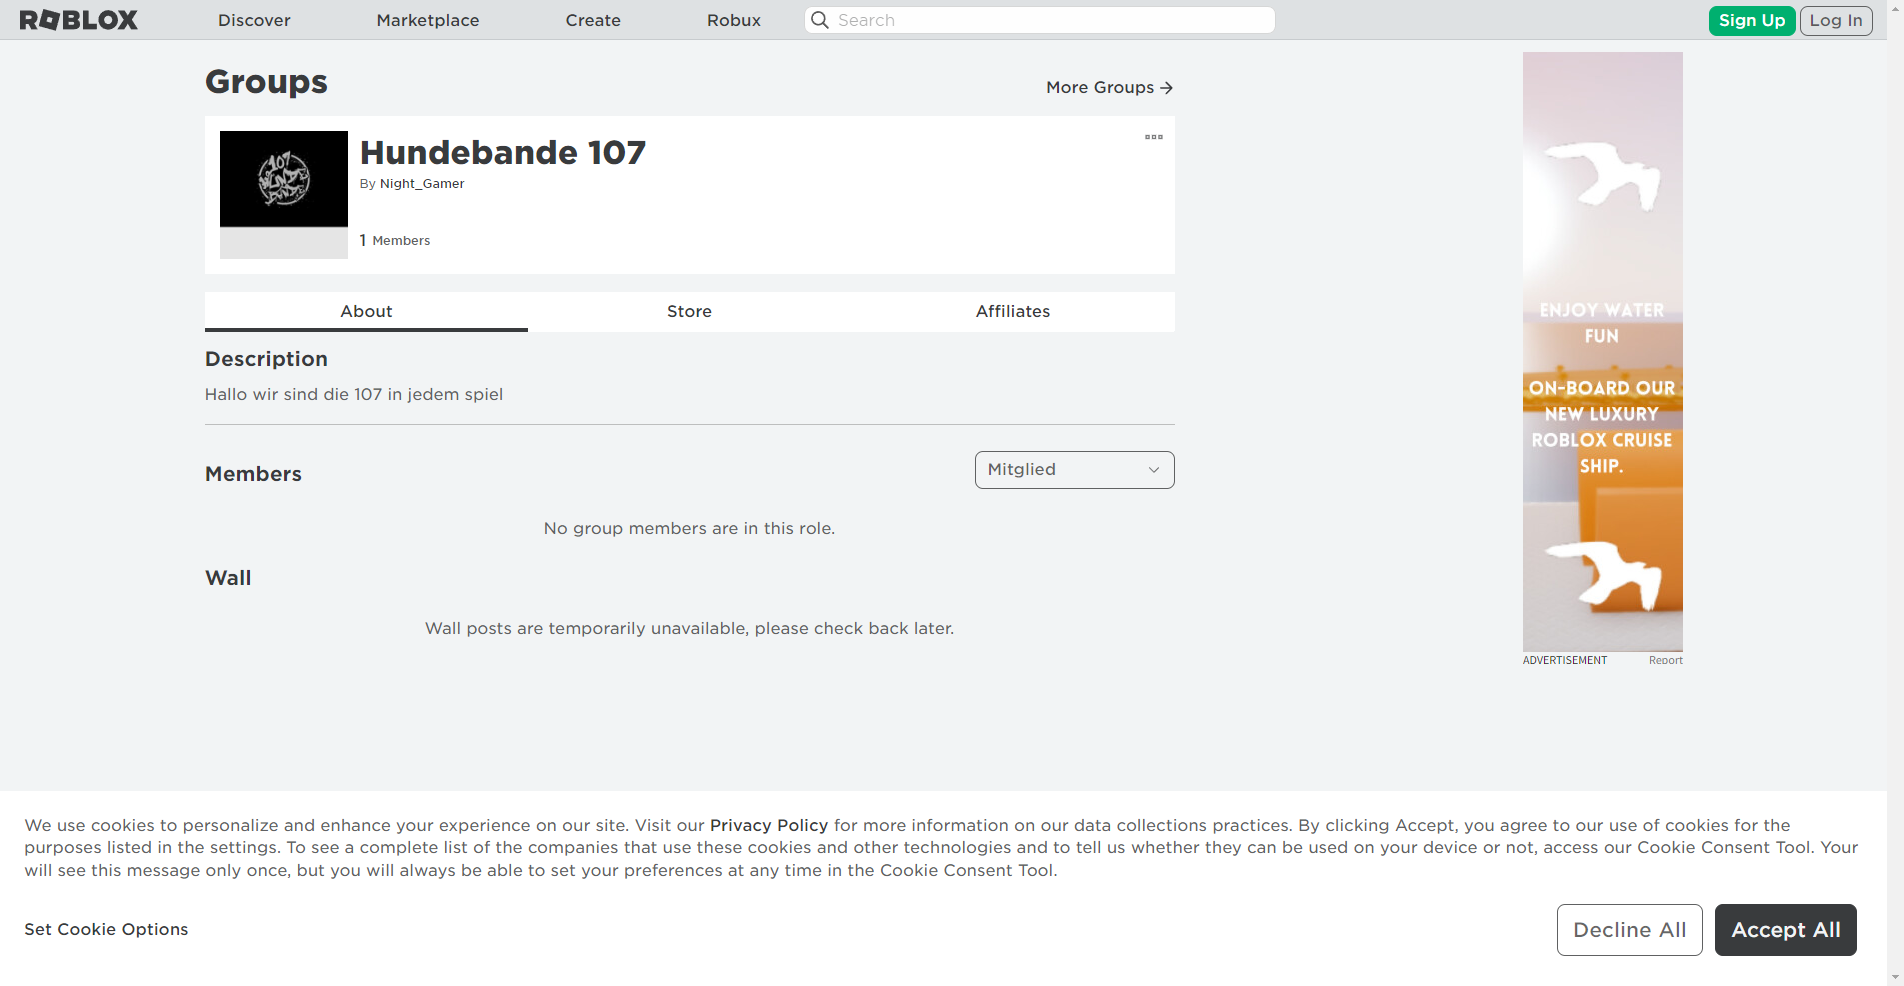 ROBLOX Discover Marketplace Create Robux Search Sign Up Log In
Groups
More Groups
107
Hundebande 107
By Night_Gamer
1 Members
About Store Affiliates
Description
Hallo wir sind die 107 in jedem spiel
Members
Mitglied
No group members are in this role.
Wall
Wall posts are temporarily unavailable, please check back later.
ENJOY WATER
FUN
ON-BOARD OUR
NEW LUXURY
ROBLOX CRUISE
SHIP.
ADVERTISEMENT Report
We use cookies to personalize and enhance your experience on our site. Visit our Privacy Policy for more information on our data collections practices. By clicking Accept, you agree to our use of cookies for the
purposes listed in the settings. To see a complete list of the companies that use these cookies and other technologies and to tell us whether they can be used on your device or not, access our Cookie Consent Tool. Your
will see this message only once, but you will always be able to set your preferences at any time in the Cookie Consent Tool.
Set Cookie Options
Decline All Accept All